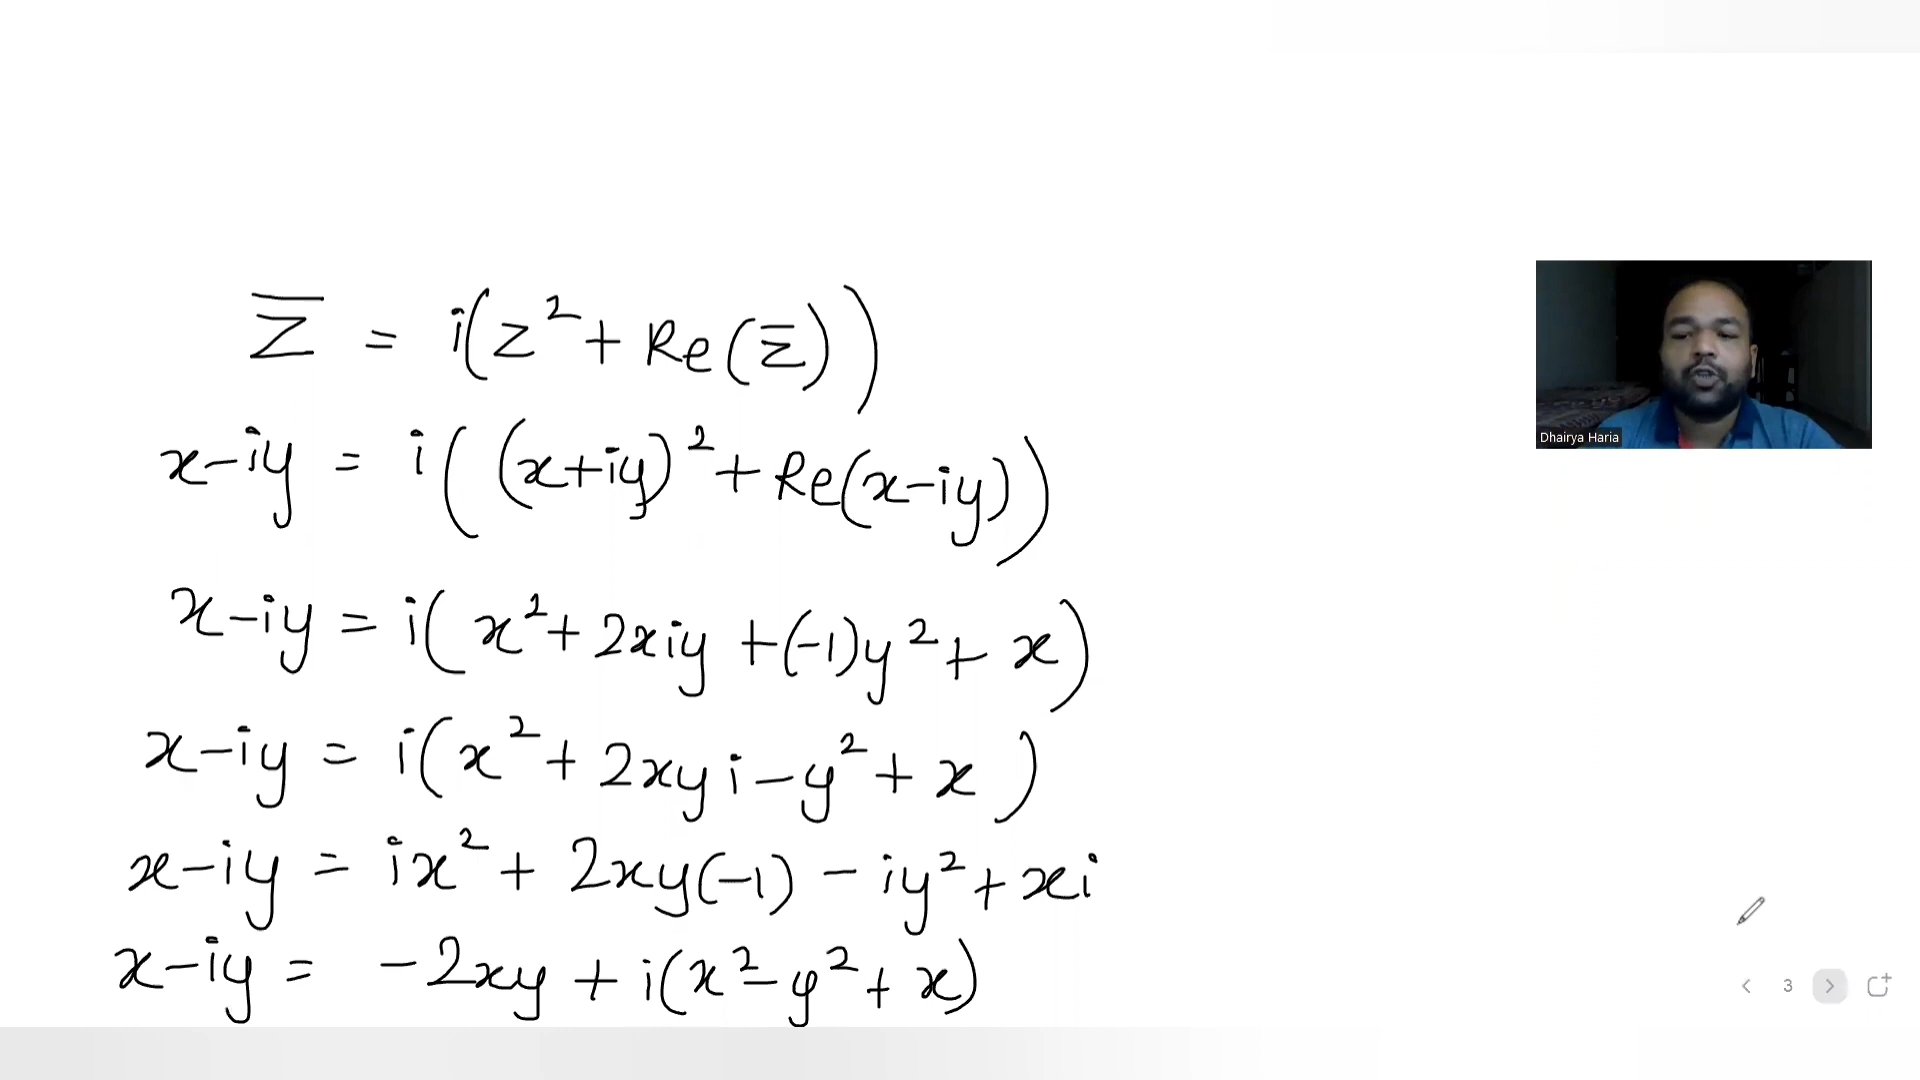 z̅ = i(z² + Re(z̅))
x-iy = i((x+iy)² + Re(x-iy))
x-iy = i(x² + 2xiy + (-1)y² + x)
x-iy = i(x² + 2xyi - y² + x)
x-iy = ix² + 2xy(-1) - iy² + xi
x-iy = -2xy + i(x² - y² + x)
Dhairya Haria
3